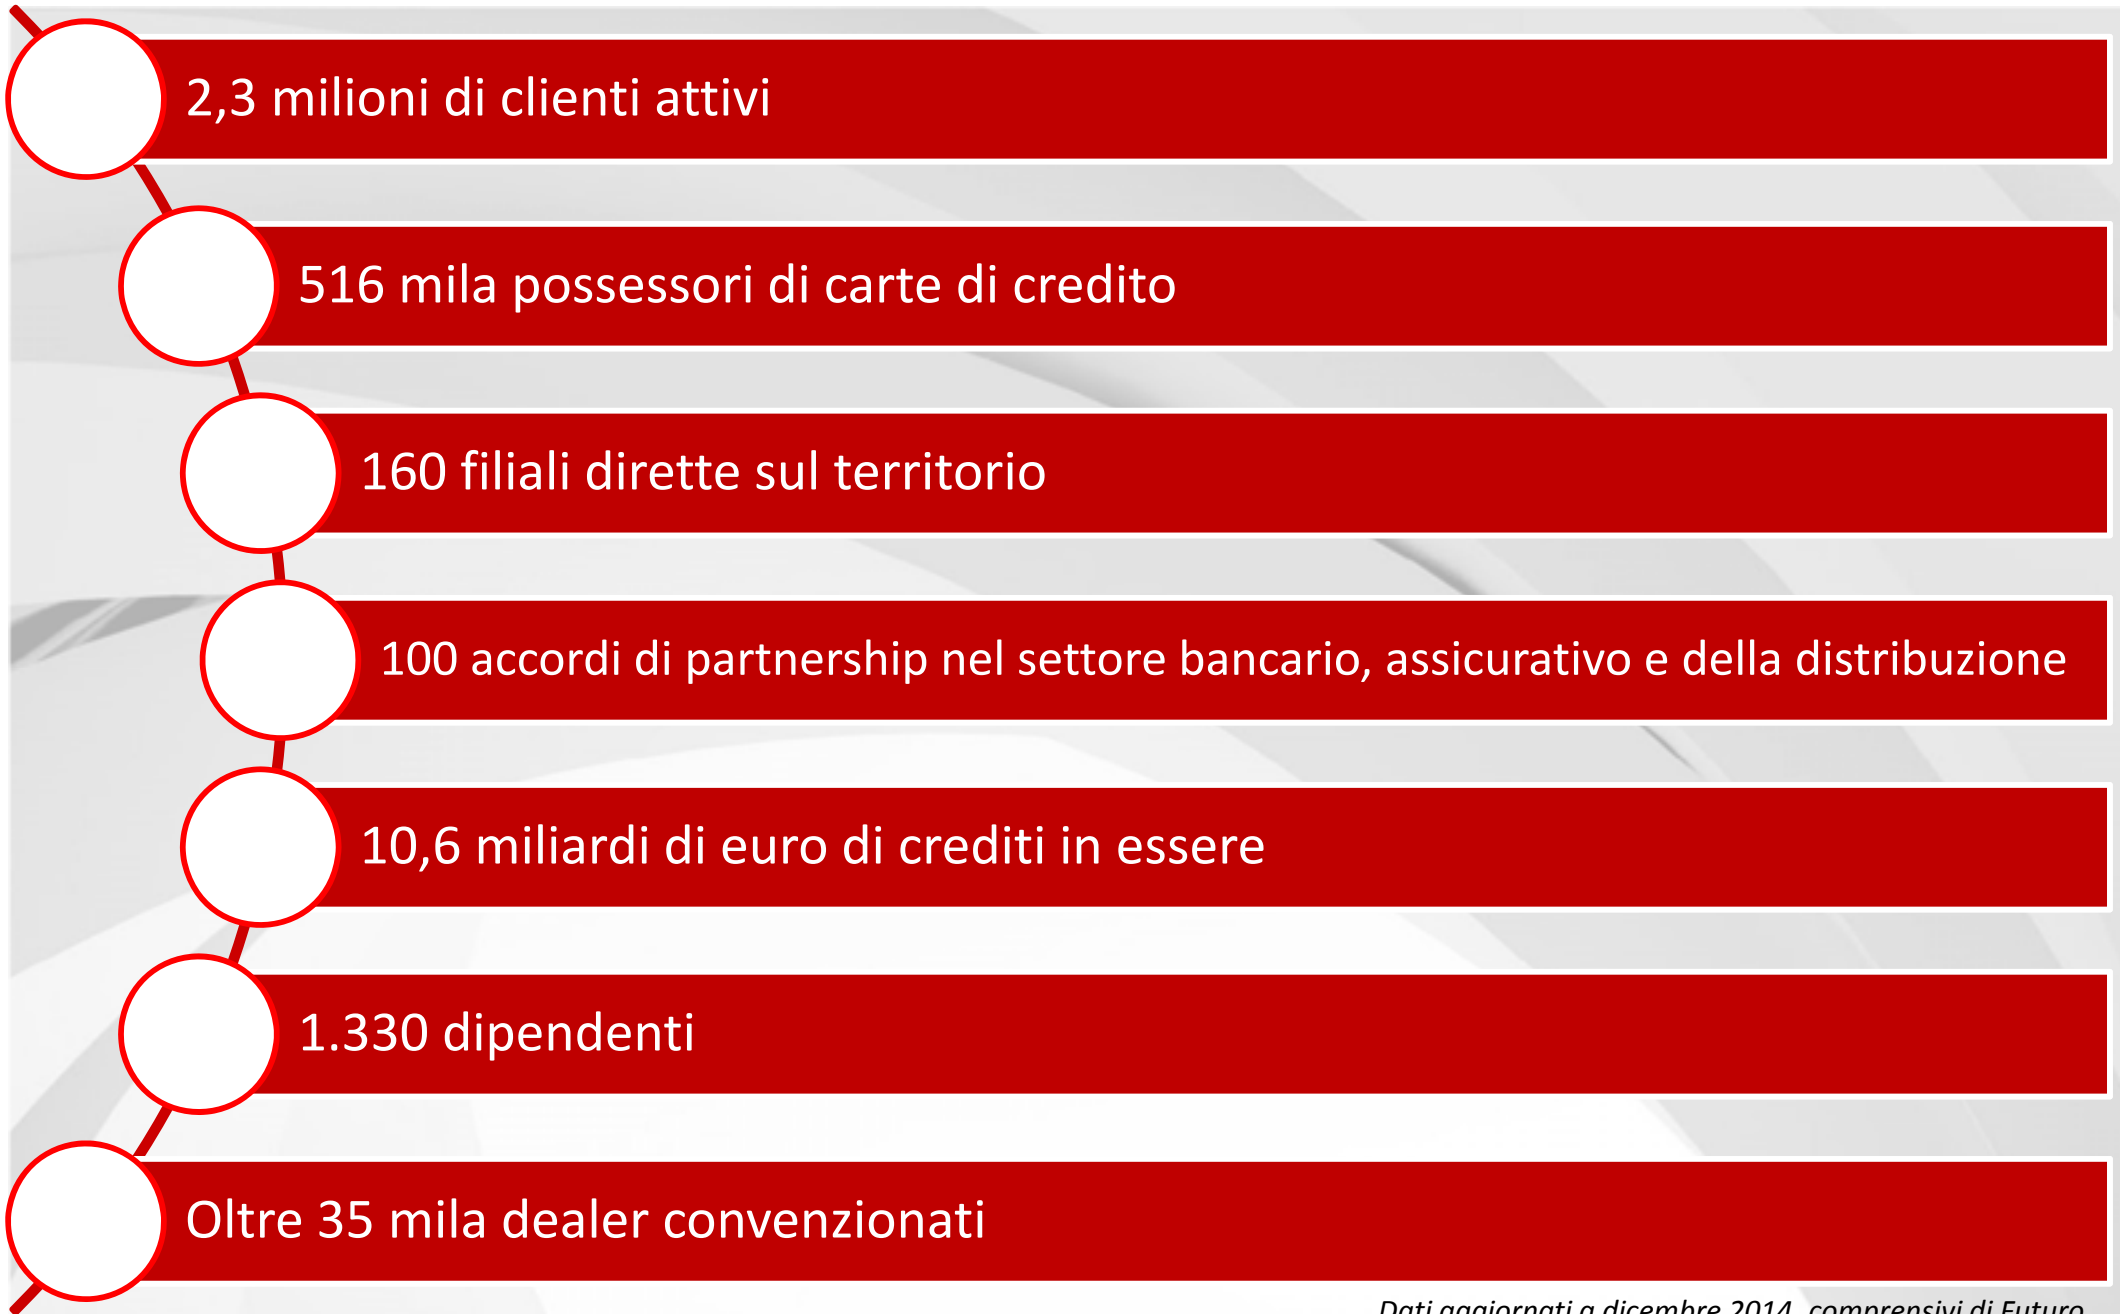 2,3 milioni di clienti attivi
516 mila possessori di carte di credito
160 filiali dirette sul territorio
100 accordi di partnership nel settore bancario, assicurativo e della distribuzione
10,6 miliardi di euro di crediti in essere
1.330 dipendenti
Oltre 35 mila dealer convenzionati
Dati aggiornati a dicembre 2014, comprensivi di Futuro